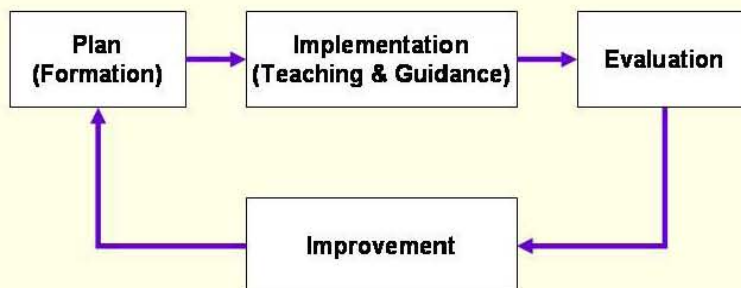 Plan
(Formation)
Implementation
(Teaching & Guidance)
Evaluation
Improvement